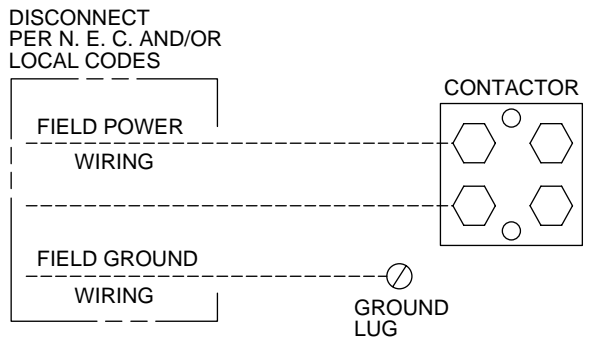 DISCONNECT
PER N. E. C. AND/OR
LOCAL CODES
CONTACTOR
FIELD POWER
WIRING
FIELD GROUND
WIRING
GROUND
LUG